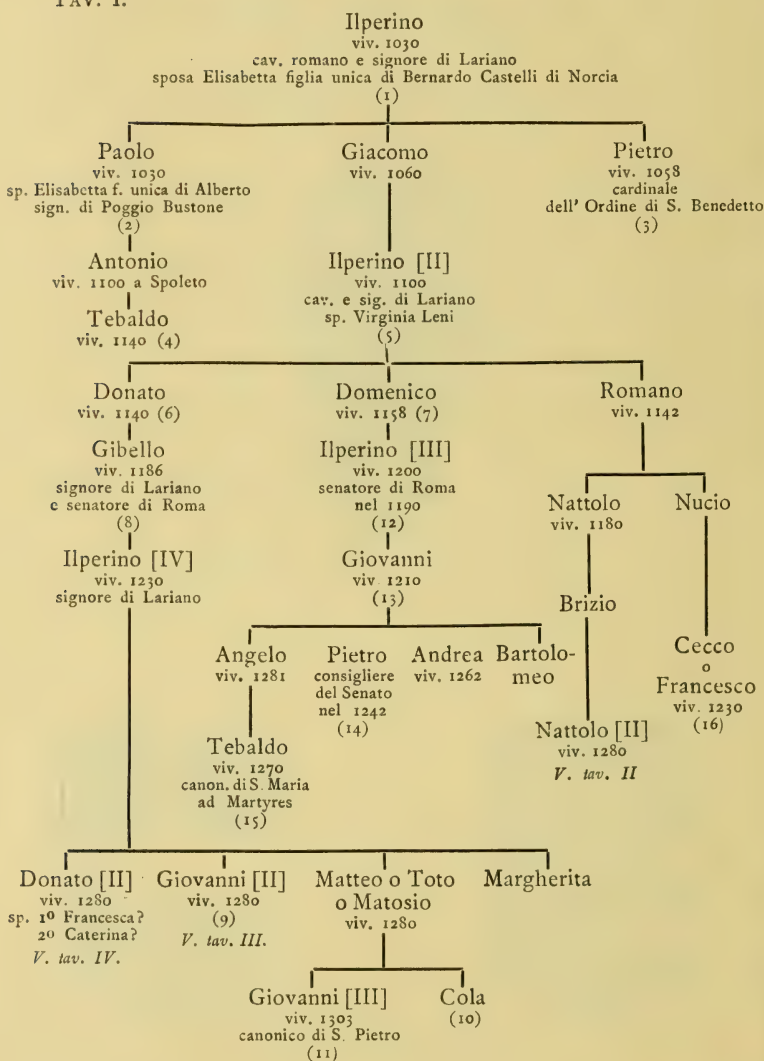 TAV. I.
Ilperino
viv. 1030
cav. romano e signore di Lariano
sposa Elisabetta figlia unica di Bernardo Castelli di Norcia
(1)
Paolo
viv. 1030
sp. Elisabetta f. unica di Alberto
sign. di Poggio Bustone
(2)
Giacomo
viv. 1060
Pietro
viv. 1058
cardinale
dell' Ordine di S. Benedetto
(3)
Antonio
viv. 1100 a Spoleto
Tebaldo
viv. 1140 (4)
Ilperino [II]
viv. 1100
cav. e sig. di Lariano
sp. Virginia Leni
(5)
Donato
viv. 1140 (6)
Domenico
viv. 1158 (7)
Romano
viv. 1142
Gibello
viv. 1186
signore di Lariano
e senatore di Roma
(8)
Ilperino [III]
viv. 1200
senatore di Roma
nel 1190
(12)
Nattolo
viv. 1180
Nucio
Ilperino [IV]
viv. 1230
signore di Lariano
Giovanni
viv 1210
(13)
Brizio
Angelo
viv. 1281
Pietro
consigliere
del Senato
nel 1242
(14)
Andrea
viv. 1262
Bartolo-
meo
Cecco
o
Francesco
viv. 1230
(16)
Tebaldo
viv. 1270
canon. di S. Maria
ad Martyres
(15)
Nattolo [II]
viv. 1280
V. tav. II
Donato [II]
viv. 1280
sp. 1º Francesca?
2º Caterina?
V. tav. IV.
Giovanni [II]
viv. 1280
(9)
V. tav. III.
Matteo o Toto
o Matosio
viv. 1280
Margherita
Giovanni [III]
viv. 1303
canonico di S. Pietro
(11)
Cola
(10)